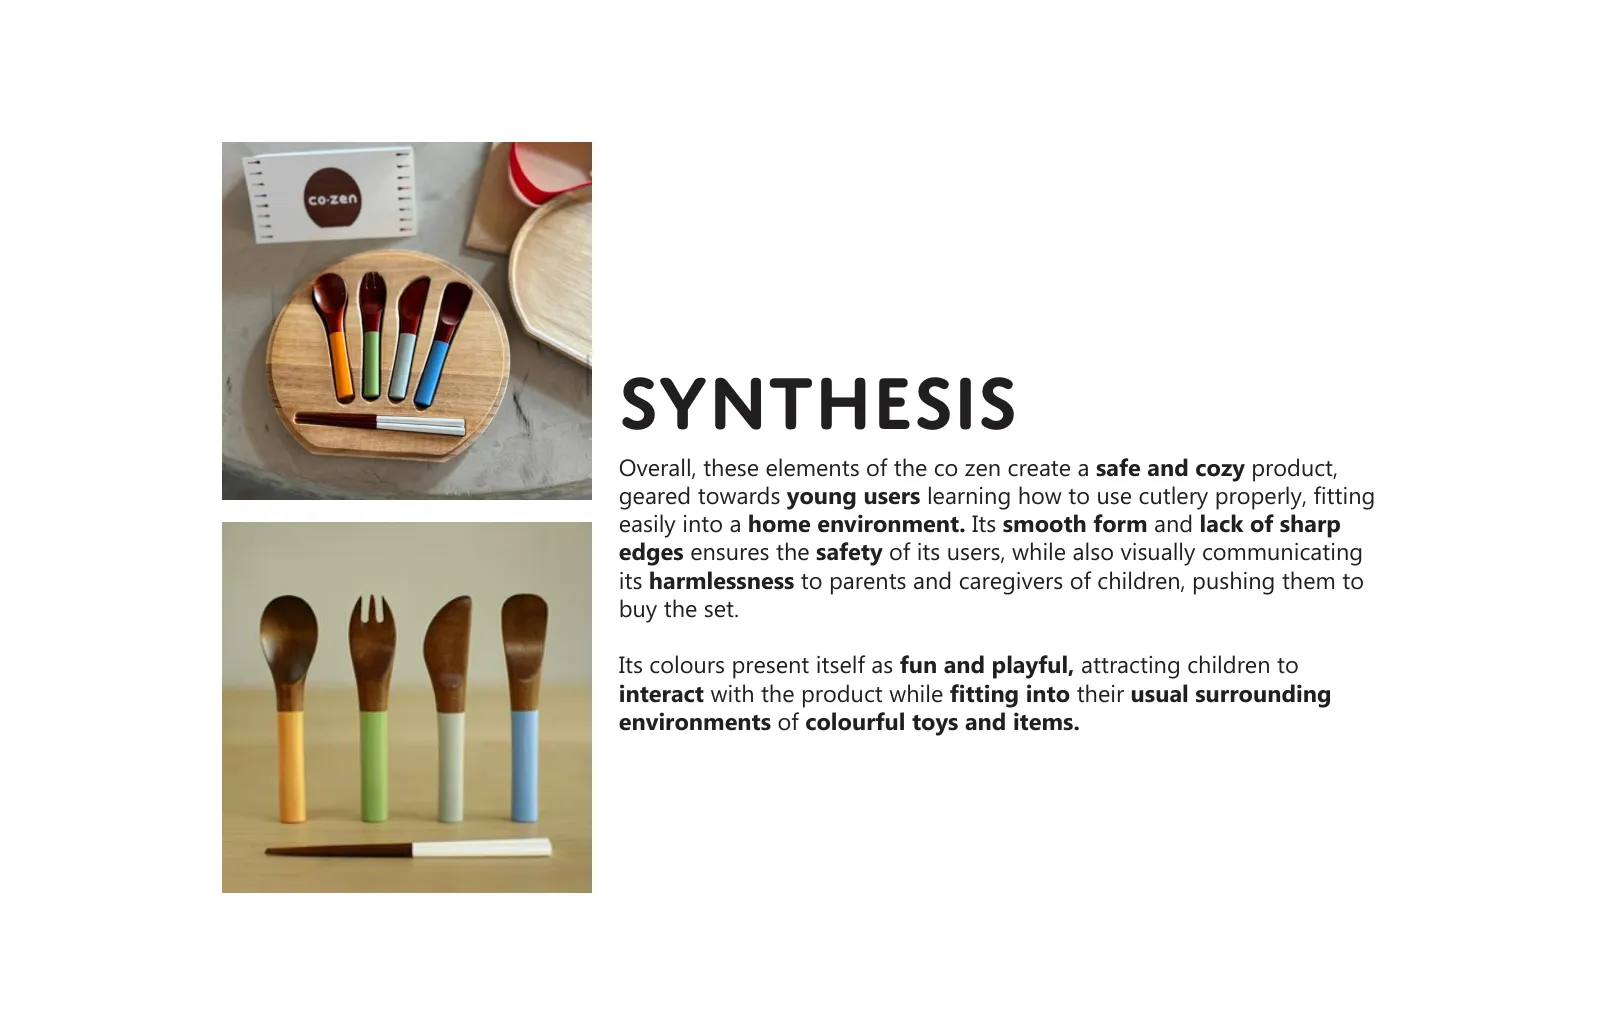 co-zen
SYNTHESIS
Overall, these elements of the co zen create a safe and cozy product,
geared towards young users learning how to use cutlery properly, fitting
easily into a home environment. Its smooth form and lack of sharp
edges ensures the safety of its users, while also visually communicating
its harmlessness to parents and caregivers of children, pushing them to
buy the set.
Its colours present itself as fun and playful, attracting children to
interact with the product while fitting into their usual surrounding
environments of colourful toys and items.